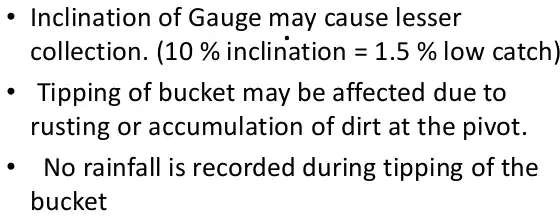 • Inclination of Gauge may cause lesser
collection. (10 % inclination = 1.5 % low catch)
• Tipping of bucket may be affected due to
rusting or accumulation of dirt at the pivot.
• No rainfall is recorded during tipping of the
bucket